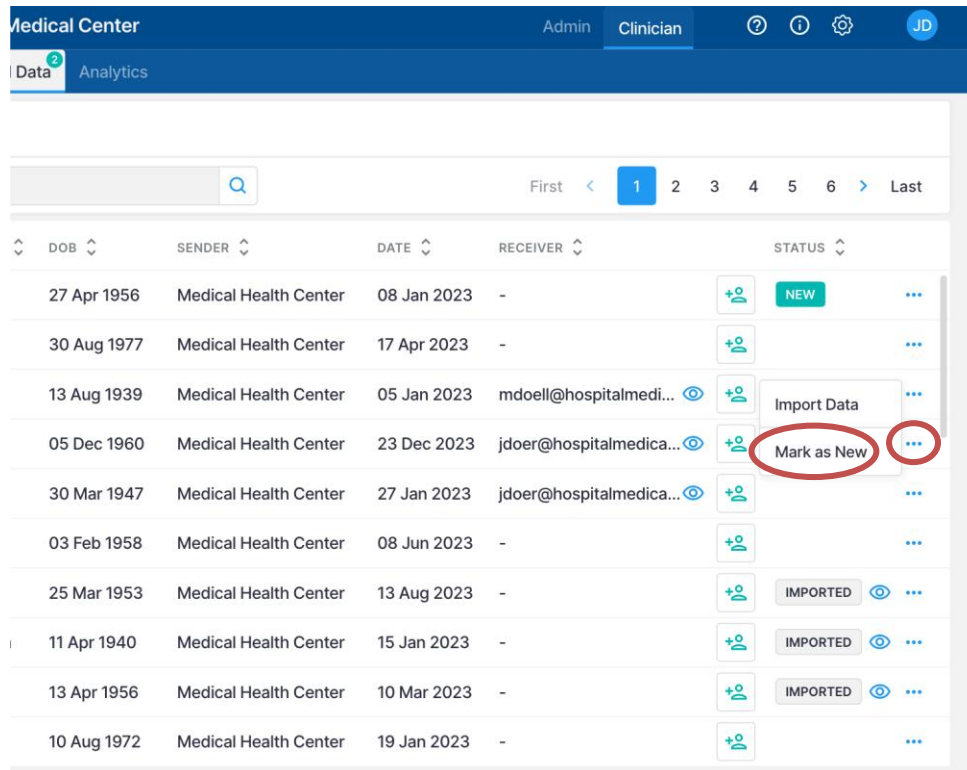 Medical Center Admin Clinician JD
Data 2 Analytics
First < 1 2 3 4 5 6 > Last
DOB SENDER DATE RECEIVER STATUS
27 Apr 1956 Medical Health Center 08 Jan 2023 - NEW ...
30 Aug 1977 Medical Health Center 17 Apr 2023 - ...
13 Aug 1939 Medical Health Center 05 Jan 2023 mdoell@hospitalmedi... ...
Import Data
05 Dec 1960 Medical Health Center 23 Dec 2023 jdoer@hospitalmedica... ...
Mark as New
30 Mar 1947 Medical Health Center 27 Jan 2023 jdoer@hospitalmedica... ...
03 Feb 1958 Medical Health Center 08 Jun 2023 - ...
25 Mar 1953 Medical Health Center 13 Aug 2023 - IMPORTED ...
11 Apr 1940 Medical Health Center 15 Jan 2023 - IMPORTED ...
13 Apr 1956 Medical Health Center 10 Mar 2023 - IMPORTED ...
10 Aug 1972 Medical Health Center 19 Jan 2023 - ...